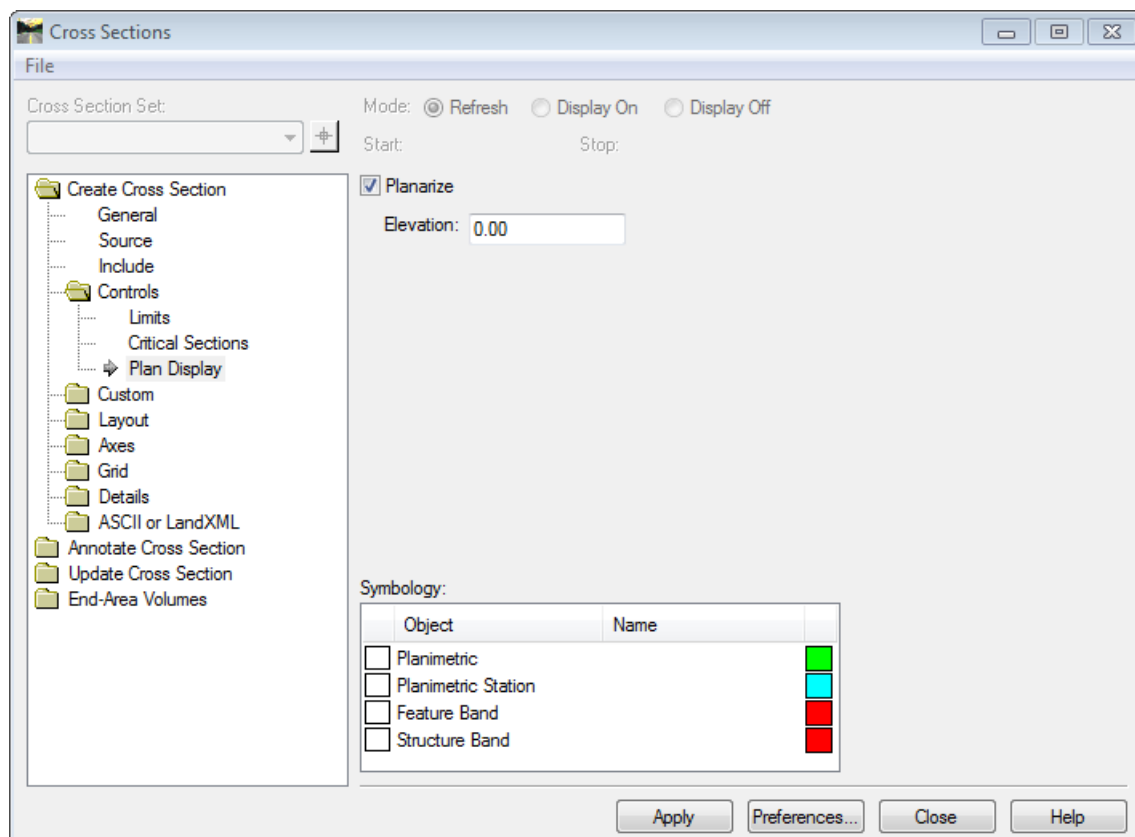 Cross Sections
File
Cross Section Set:
Mode: Refresh Display On Display Off
Start: Stop:
Create Cross Section
General
Source
Include
Controls
Limits
Critical Sections
Plan Display
Custom
Layout
Axes
Grid
Details
ASCII or LandXML
Annotate Cross Section
Update Cross Section
End-Area Volumes
Planarize
Elevation: 0.00
Symbology:
Object Name
Planimetric
Planimetric Station
Feature Band
Structure Band
Apply Preferences... Close Help